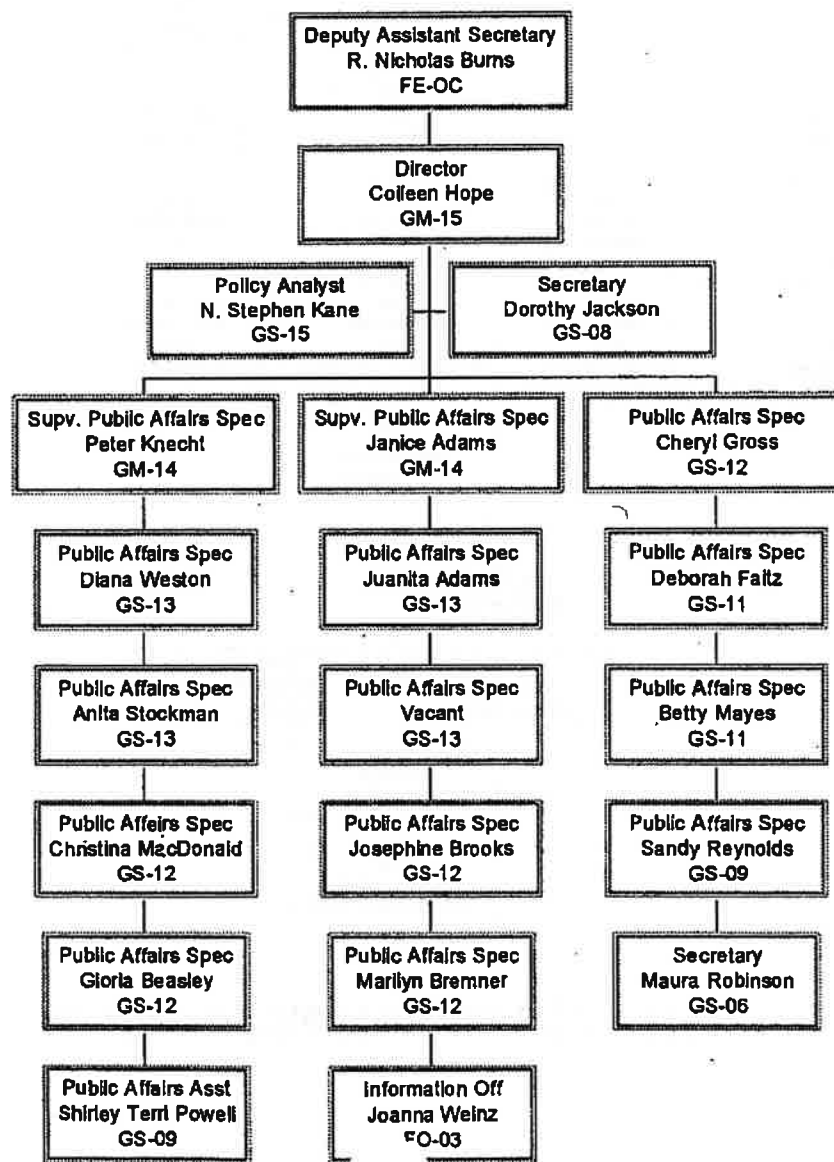 Deputy Assistant Secretary
R. Nicholas Burns
FE-OC
Director
Colleen Hope
GM-15
Policy Analyst
N. Stephen Kane
GS-15
Secretary
Dorothy Jackson
GS-08
Supv. Public Affairs Spec
Peter Knecht
GM-14
Supv. Public Affairs Spec
Janice Adams
GM-14
Public Affairs Spec
Cheryl Gross
GS-12
Public Affairs Spec
Diana Weston
GS-13
Public Affairs Spec
Juanita Adams
GS-13
Public Affairs Spec
Deborah Faltz
GS-11
Public Affairs Spec
Anita Stockman
GS-13
Public Affairs Spec
Vacant
GS-13
Public Affairs Spec
Betty Mayes
GS-11
Public Affairs Spec
Christina MacDonald
GS-12
Public Affairs Spec
Josephine Brooks
GS-12
Public Affairs Spec
Sandy Reynolds
GS-09
Public Affairs Spec
Gloria Beasley
GS-12
Public Affairs Spec
Marilyn Bremner
GS-12
Secretary
Maura Robinson
GS-06
Public Affairs Asst
Shirley Terri Powell
GS-09
Information Off
Joanna Weinz
FO-03